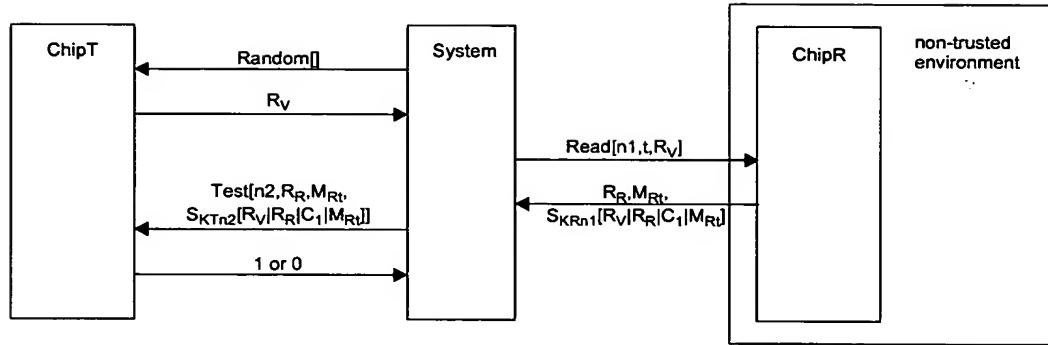 ChipT
System
ChipR
non-trusted
environment
Random[]
R_V
Read[n1,t,R_V]
R_R,M_Rt,
S_KRn1[R_V|R_R|C_1|M_Rt]
Test[n2,R_R,M_Rt,
S_KTn2[R_V|R_R|C_1|M_Rt]]
1 or 0